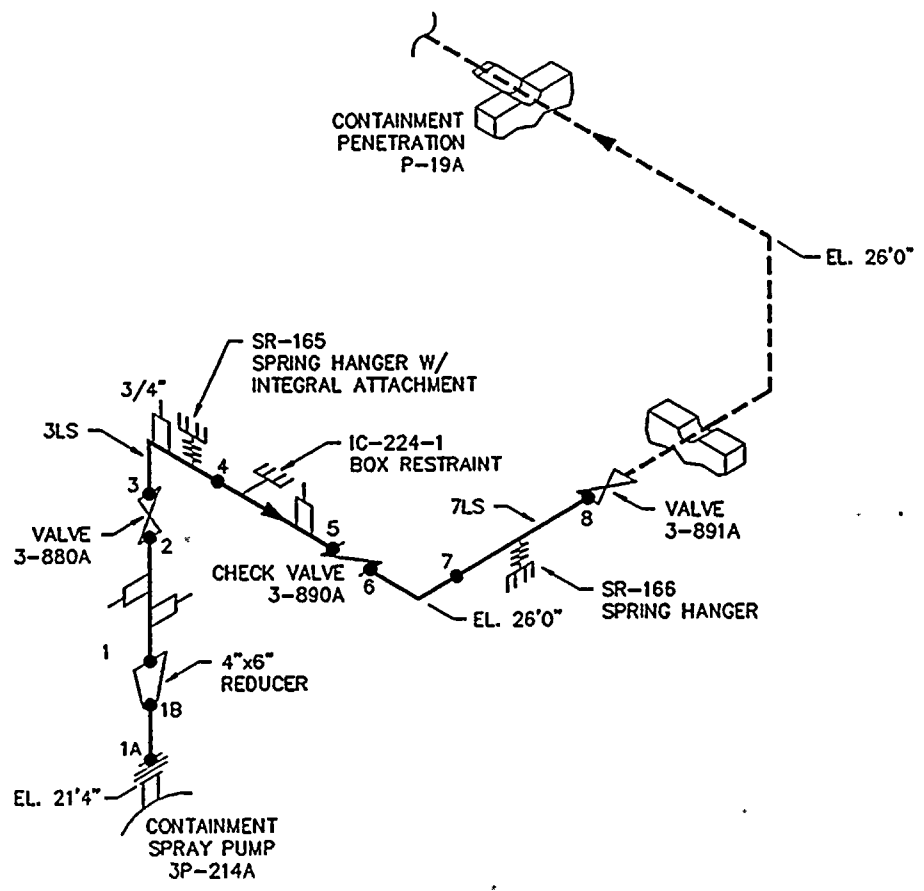 CONTAINMENT
PENETRATION
P-19A
EL. 26'0"
SR-165
SPRING HANGER W/
INTEGRAL ATTACHMENT
3/4"
3LS
IC-224-1
BOX RESTRAINT
4
3
VALVE
3-880A
2
5
CHECK VALVE
3-890A
6
7LS
8
VALVE
3-891A
7
SR-166
SPRING HANGER
EL. 26'0"
1
4"x6"
REDUCER
1B
1A
EL. 21'4"
CONTAINMENT
SPRAY PUMP
3P-214A